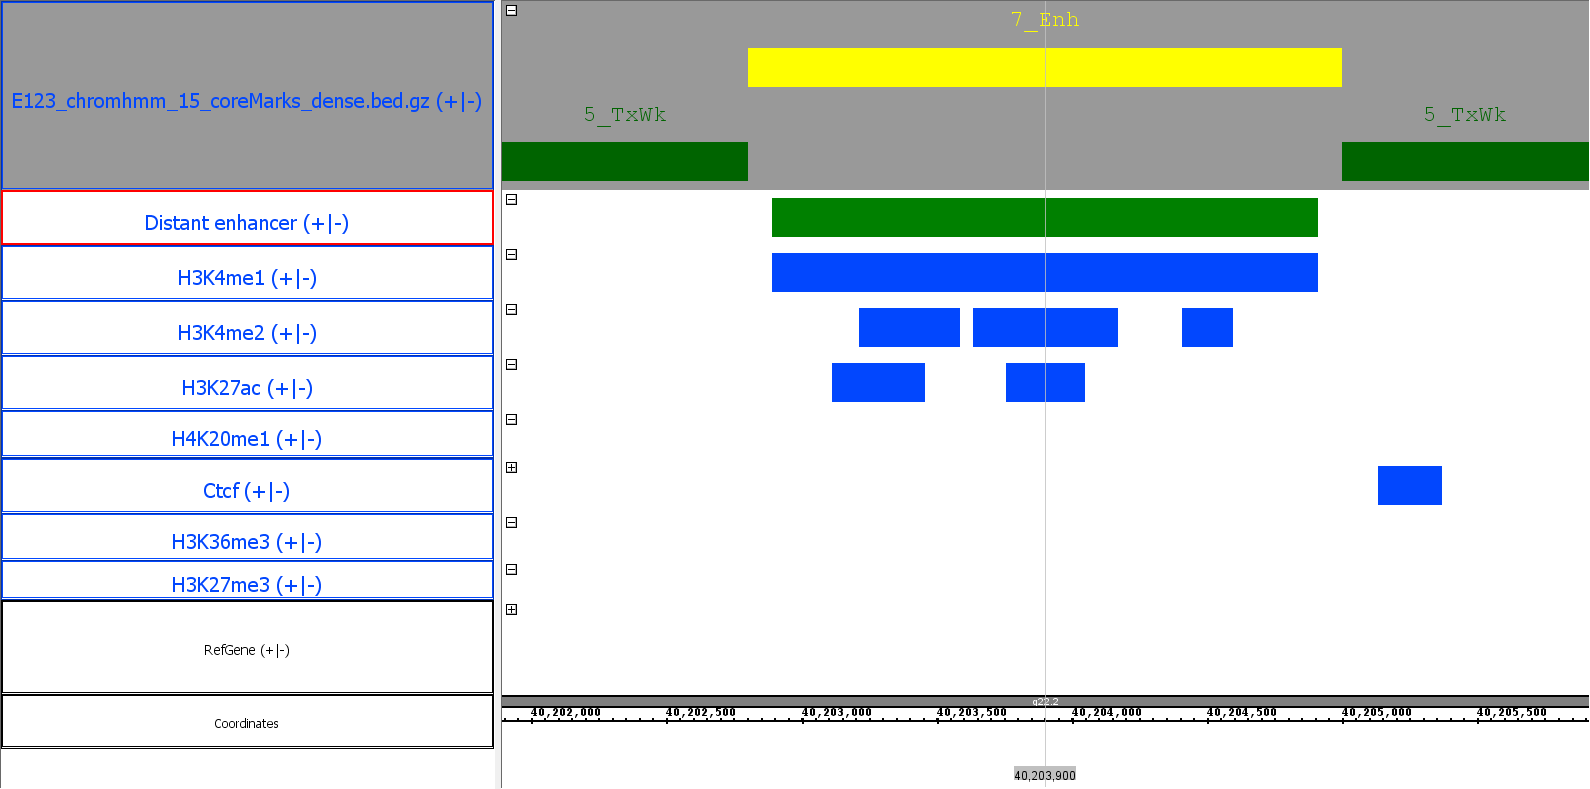 7_Enh
E123_chromhmm_15_coreMarks_dense.bed.gz (+|-)
5_TxWk 5_TxWk
Distant enhancer (+|-)
H3K4me1 (+|-)
H3K4me2 (+|-)
H3K27ac (+|-)
H4K20me1 (+|-)
Ctcf (+|-)
H3K36me3 (+|-)
H3K27me3 (+|-)
RefGene (+|-)
q22.2
40,202,000 40,202,500 40,203,000 40,203,500 40,204,000 40,204,500 40,205,000 40,205,500
Coordinates
40,203,900